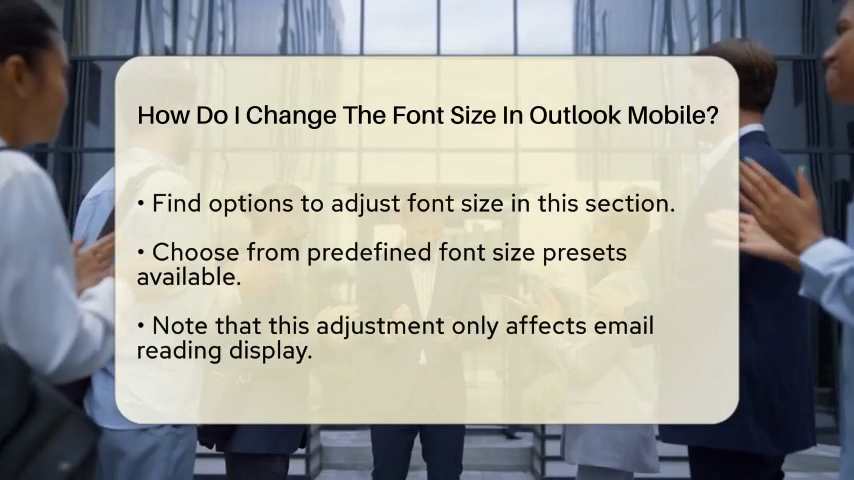 How Do I Change The Font Size In Outlook Mobile?
• Find options to adjust font size in this section.
• Choose from predefined font size presets
available.
• Note that this adjustment only affects email
reading display.